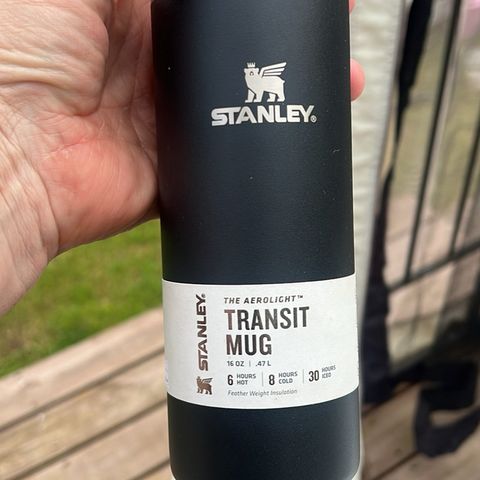 STANLEY®
STANLEY®
THE AEROLIGHT™
TRANSIT
MUG
16 OZ | .47 L
6 HOURS HOT | 8 HOURS COLD | 30 HOURS ICED
Feather Weight Insulation